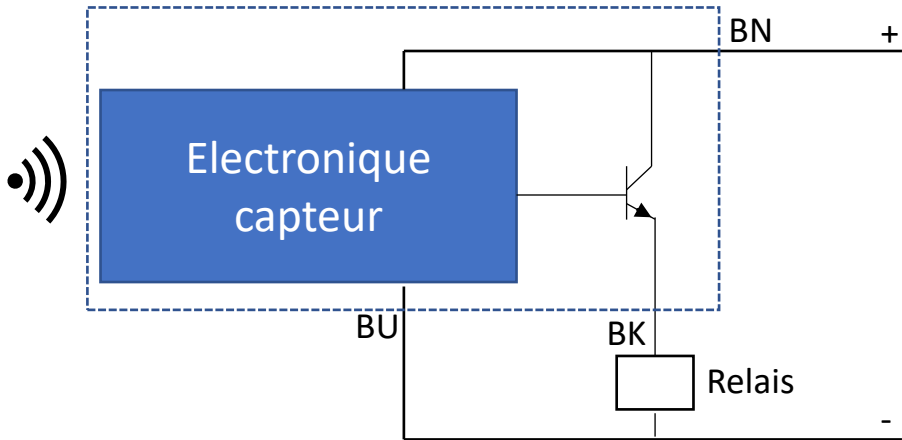 BN
+
Electronique
capteur
BU
BK
Relais
-